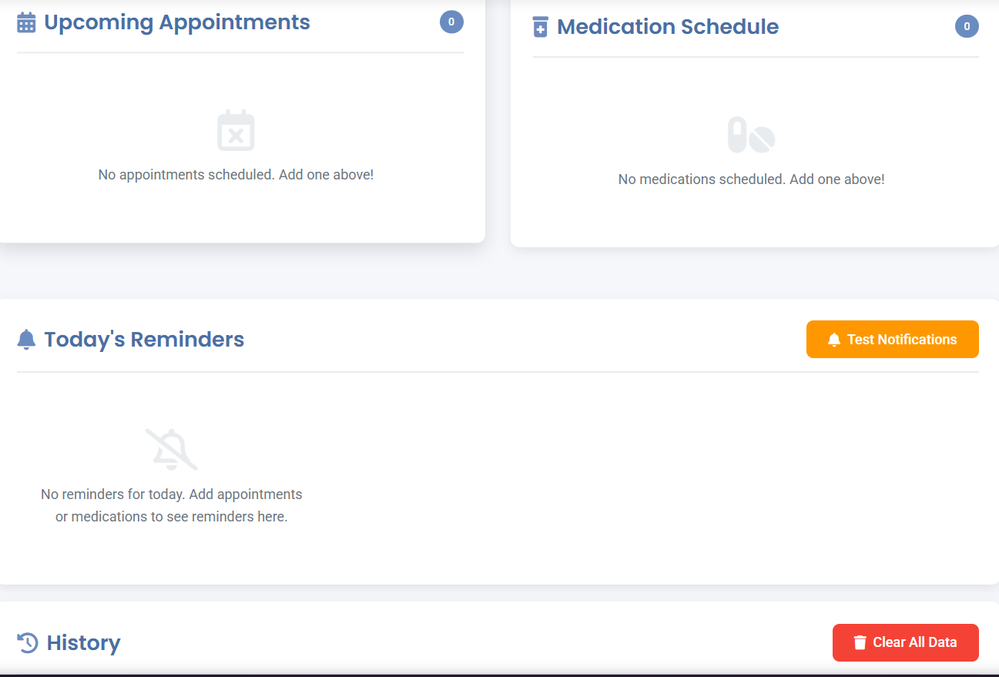 Upcoming Appointments
0
No appointments scheduled. Add one above!
Medication Schedule
0
No medications scheduled. Add one above!
Today's Reminders
Test Notifications
No reminders for today. Add appointments
or medications to see reminders here.
History
Clear All Data